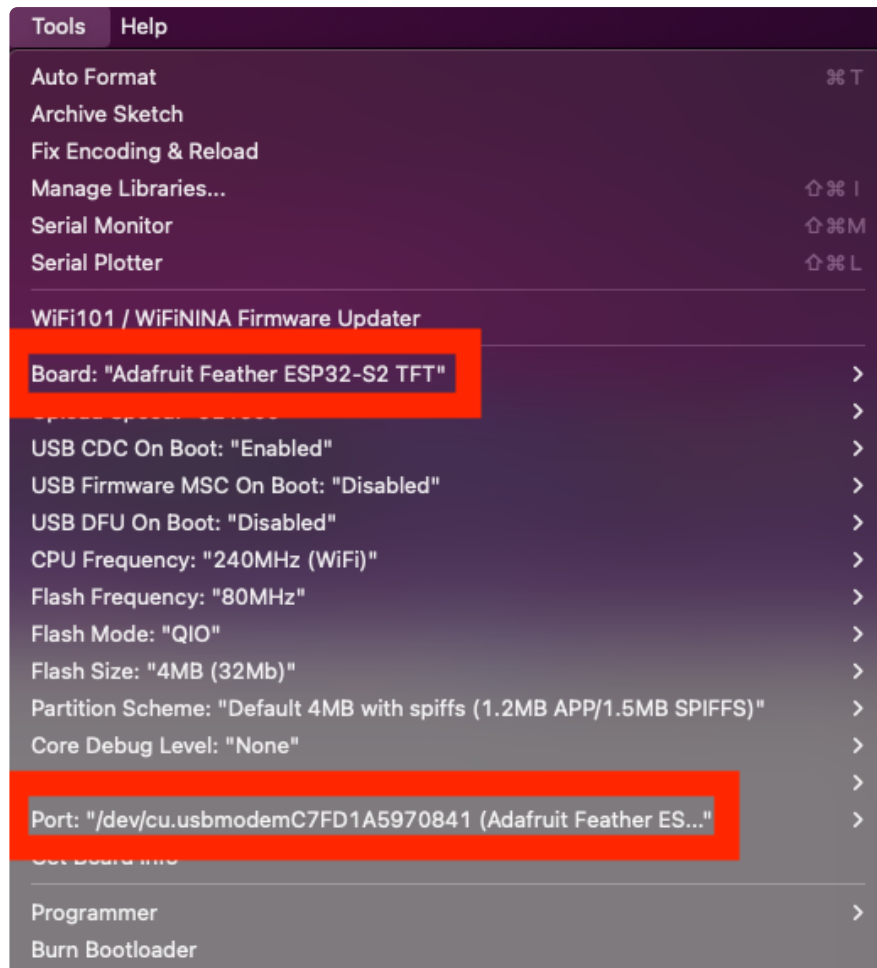 Tools Help
Auto Format ⌘ T
Archive Sketch
Fix Encoding & Reload
Manage Libraries... ⇧ ⌘ I
Serial Monitor ⇧ ⌘ M
Serial Plotter ⇧ ⌘ L
WiFi101 / WiFiNINA Firmware Updater
Board: "Adafruit Feather ESP32-S2 TFT"
USB CDC On Boot: "Enabled"
USB Firmware MSC On Boot: "Disabled"
USB DFU On Boot: "Disabled"
CPU Frequency: "240MHz (WiFi)"
Flash Frequency: "80MHz"
Flash Mode: "QIO"
Flash Size: "4MB (32Mb)"
Partition Scheme: "Default 4MB with spiffs (1.2MB APP/1.5MB SPIFFS)"
Core Debug Level: "None"
Port: "/dev/cu.usbmodemC7FD1A5970841 (Adafruit Feather ES..."
Programmer
Burn Bootloader